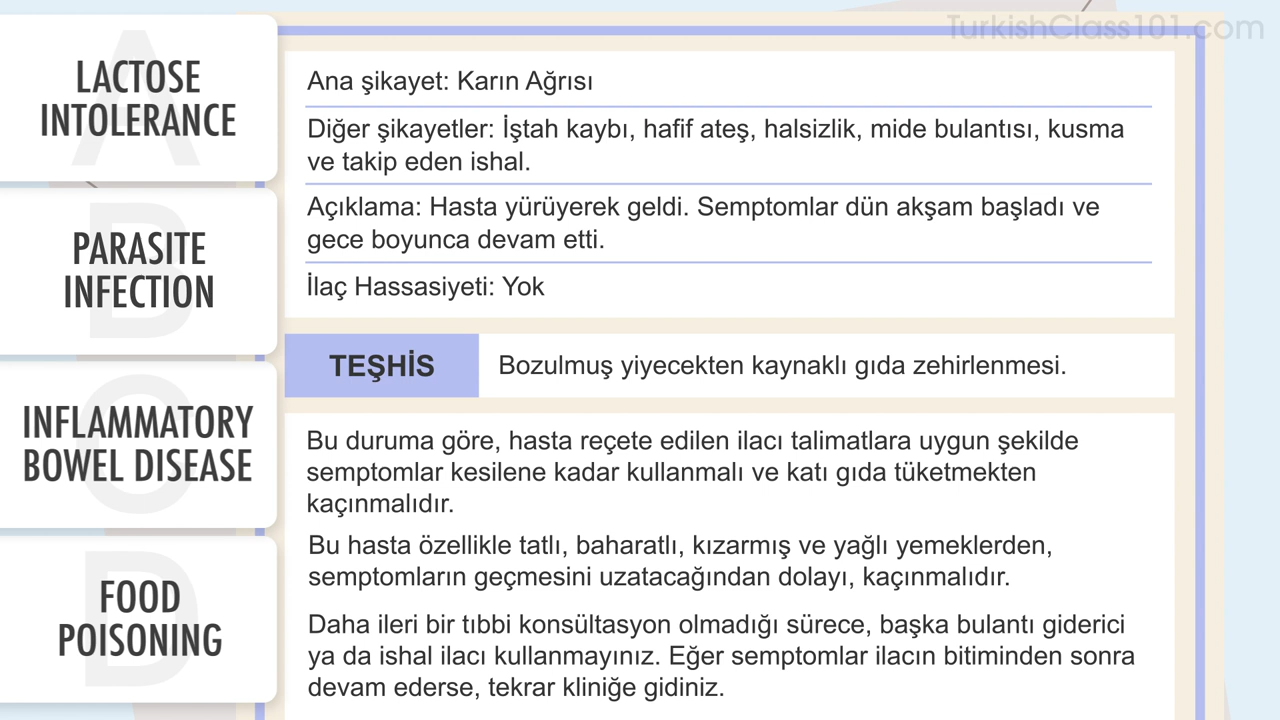 TurkishClass101.com
A
LACTOSE
INTOLERANCE
B
PARASITE
INFECTION
C
INFLAMMATORY
BOWEL DISEASE
D
FOOD
POISONING
Ana şikayet: Karın Ağrısı
Diğer şikayetler: İştah kaybı, hafif ateş, halsizlik, mide bulantısı, kusma
ve takip eden ishal.
Açıklama: Hasta yürüyerek geldi. Semptomlar dün akşam başladı ve
gece boyunca devam etti.
İlaç Hassasiyeti: Yok
TEŞHİS
Bozulmuş yiyecekten kaynaklı gıda zehirlenmesi.
Bu duruma göre, hasta reçete edilen ilacı talimatlara uygun şekilde
semptomlar kesilene kadar kullanmalı ve katı gıda tüketmekten
kaçınmalıdır.
Bu hasta özellikle tatlı, baharatlı, kızarmış ve yağlı yemeklerden,
semptomların geçmesini uzatacağından dolayı, kaçınmalıdır.
Daha ileri bir tıbbi konsültasyon olmadığı sürece, başka bulantı giderici
ya da ishal ilacı kullanmayınız. Eğer semptomlar ilacın bitiminden sonra
devam ederse, tekrar kliniğe gidiniz.